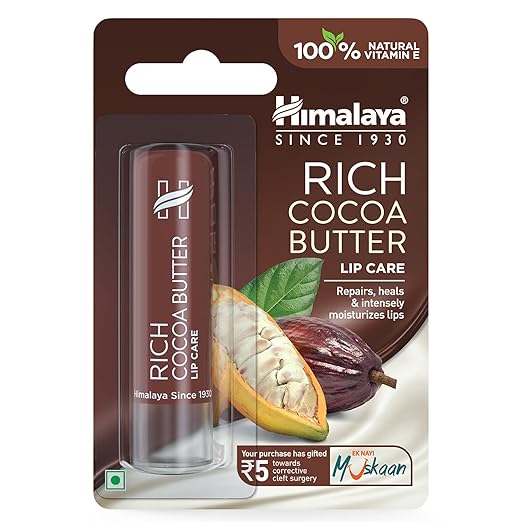 100% NATURAL
VITAMIN E
Himalaya®
SINCE 1930
RICH
COCOA
BUTTER
LIP CARE
Repairs, heals
& intensely
moisturizes lips
RICH
COCOA BUTTER
LIP CARE
Himalaya Since 1930
Your purchase has gifted
₹5 towards
corrective
cleft surgery
EK NAYI
Muskaan